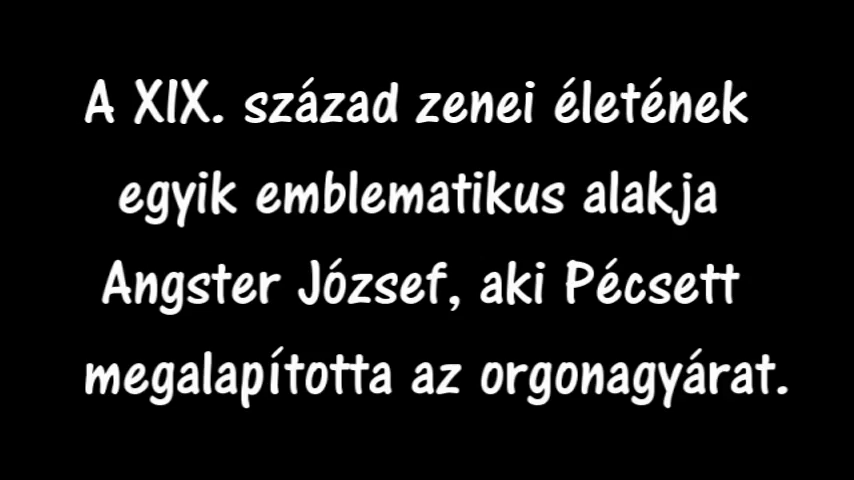 A XIX. század zenei életének
egyik emblematikus alakja
Angster József, aki Pécsett
megalapította az orgonagyárat.